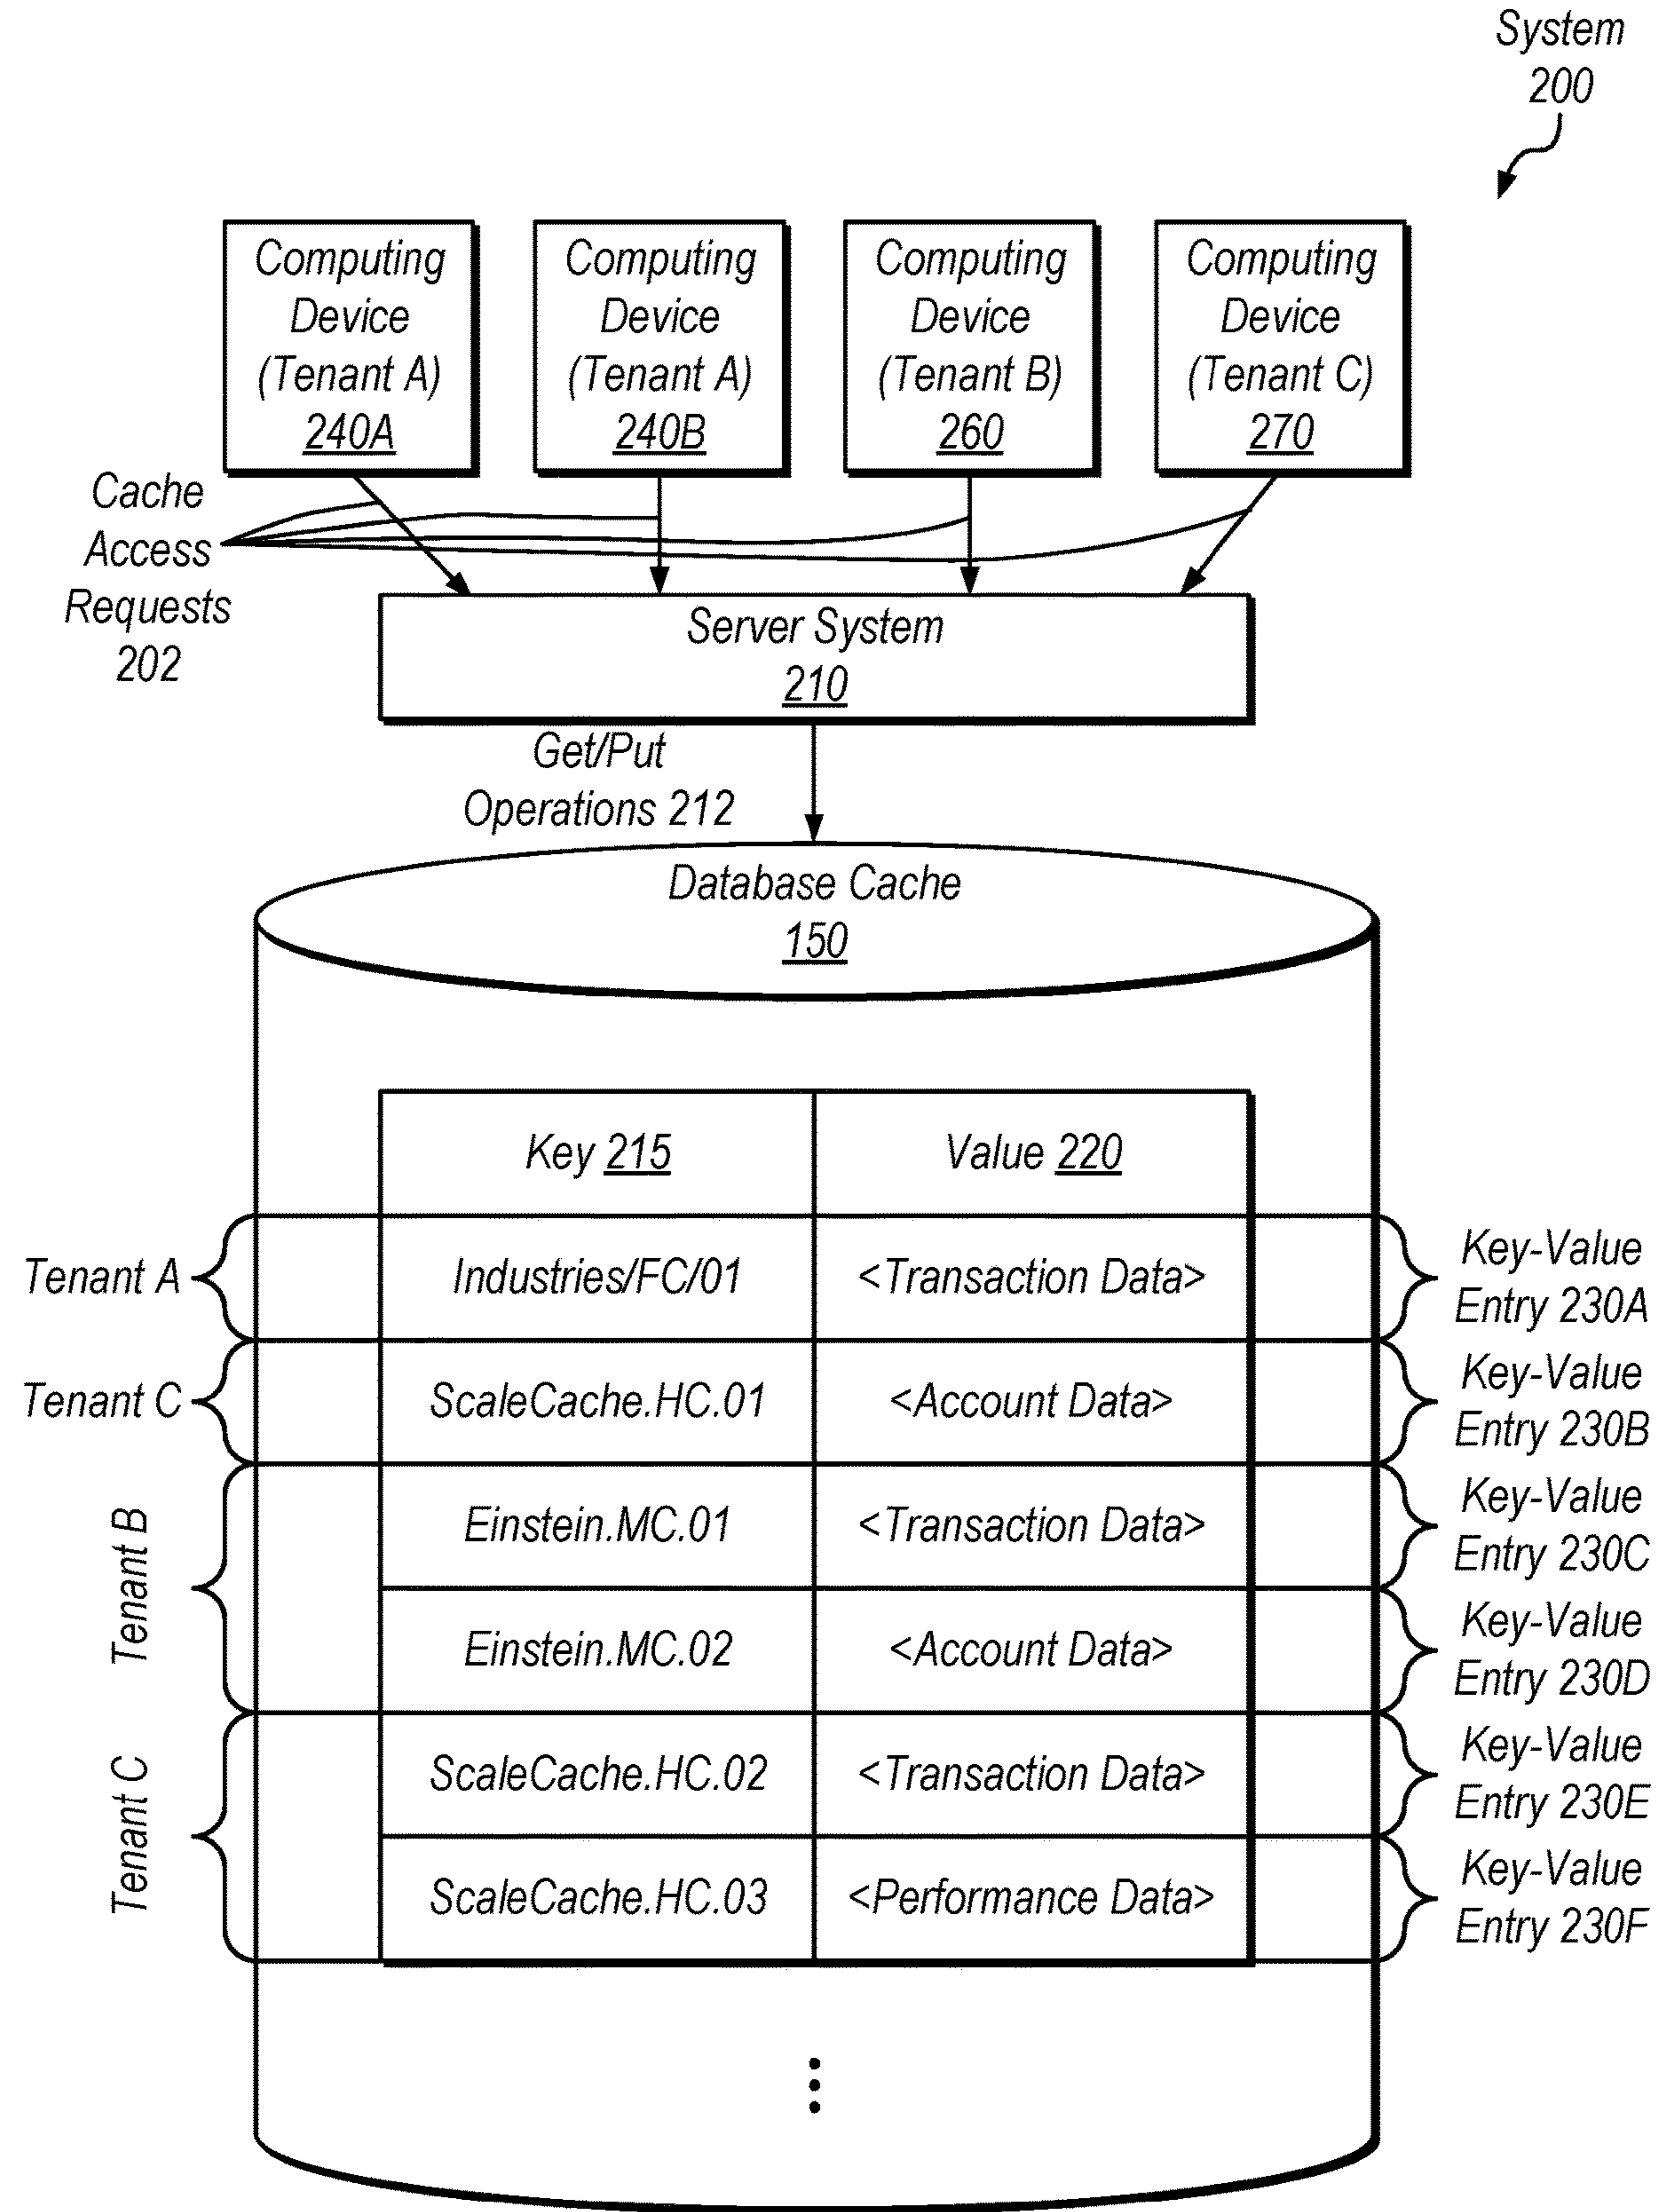 System
200
Computing
Device
(Tenant A)
240A
Computing
Device
(Tenant A)
240B
Computing
Device
(Tenant B)
260
Computing
Device
(Tenant C)
270
Cache
Access
Requests
202
Server System
210
Get/Put
Operations 212
Database Cache
150
Key 215
Value 220
Tenant A
Industries/FC/01
<Transaction Data>
Key-Value
Entry 230A
Tenant C
ScaleCache.HC.01
<Account Data>
Key-Value
Entry 230B
Tenant B
Einstein.MC.01
<Transaction Data>
Key-Value
Entry 230C
Einstein.MC.02
<Account Data>
Key-Value
Entry 230D
Tenant C
ScaleCache.HC.02
<Transaction Data>
Key-Value
Entry 230E
ScaleCache.HC.03
<Performance Data>
Key-Value
Entry 230F